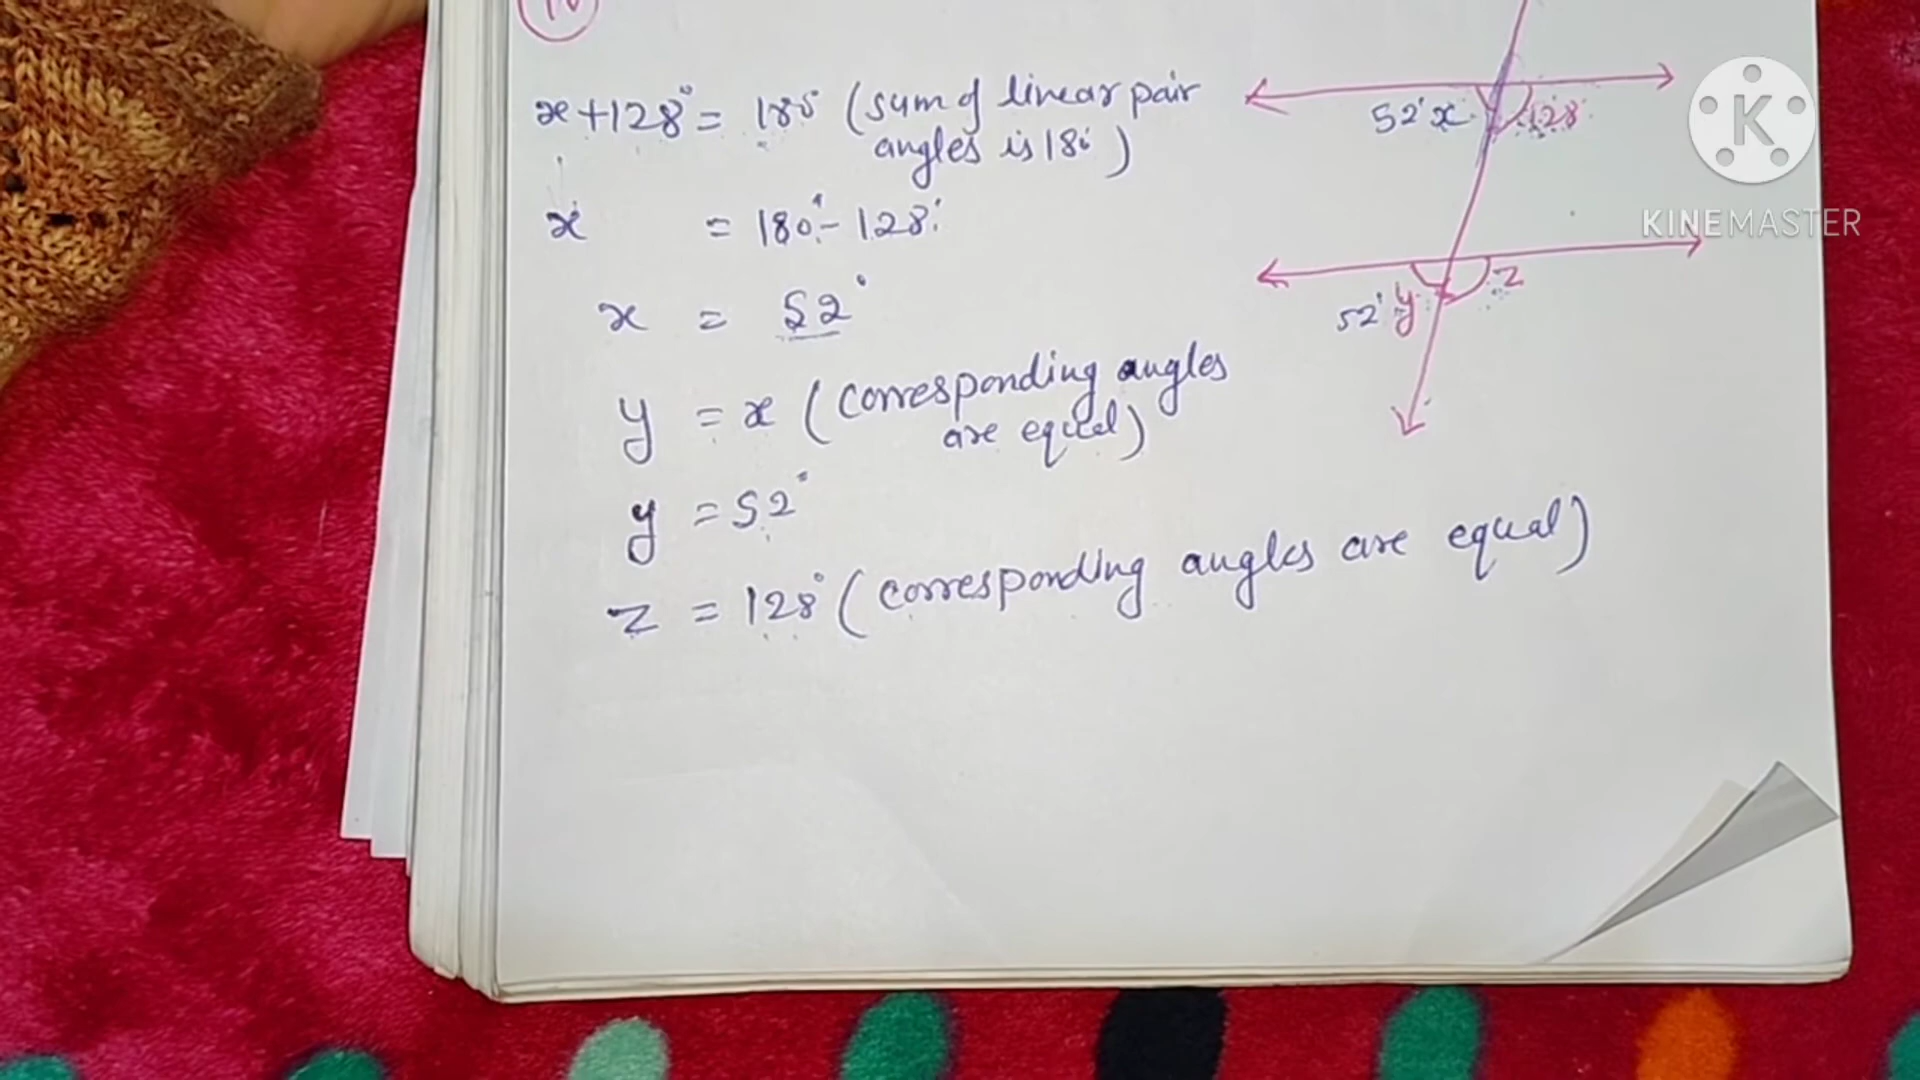 x + 128° = 180° (sum of linear pair
angles is 180°)
x = 180° - 128°
x = 52°
y = x (corresponding angles
are equal)
y = 52°
z = 128° (corresponding angles are equal)
52° x 128°
52° y z
K
KINEMASTER